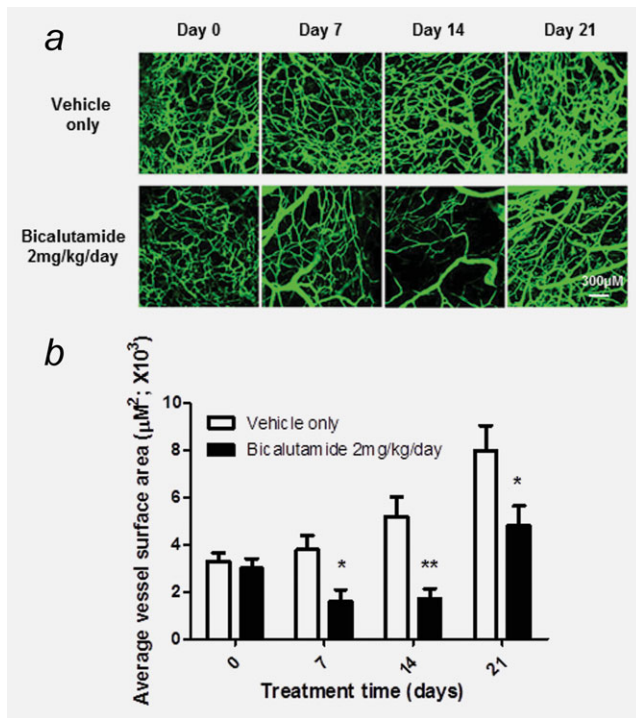 a
Day 0 Day 7 Day 14 Day 21
Vehicle
only
Bicalutamide
2mg/kg/day
300µM
b
Average vessel surface area (µM²; X10³)
10
8
6
4
2
0
Vehicle only
Bicalutamide 2mg/kg/day
*
**
*
0 7 14 21
Treatment time (days)